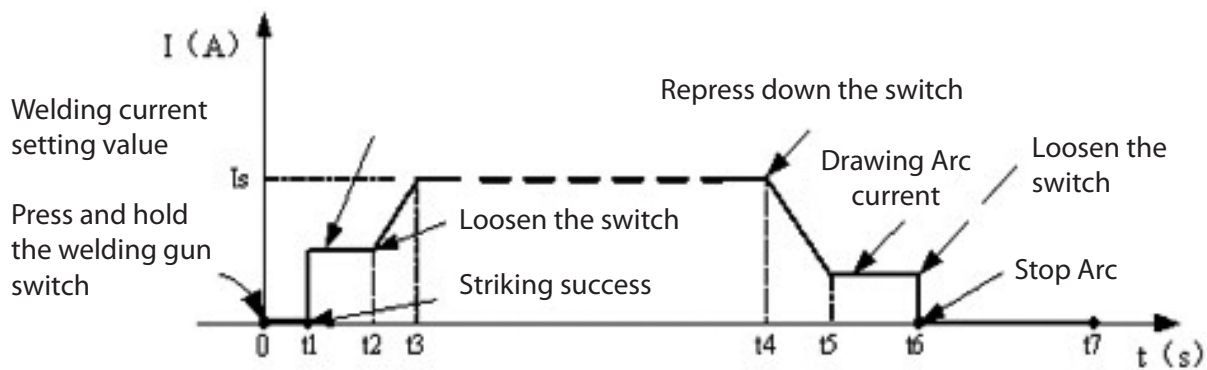 I (A)
Welding current
setting value
Repress down the switch
Drawing Arc
current
Loosen the
switch
Is
Press and hold
the welding gun
switch
Loosen the switch
Striking success
Stop Arc
0 t1 t2 t3 t4 t5 t6 t7
t (s)